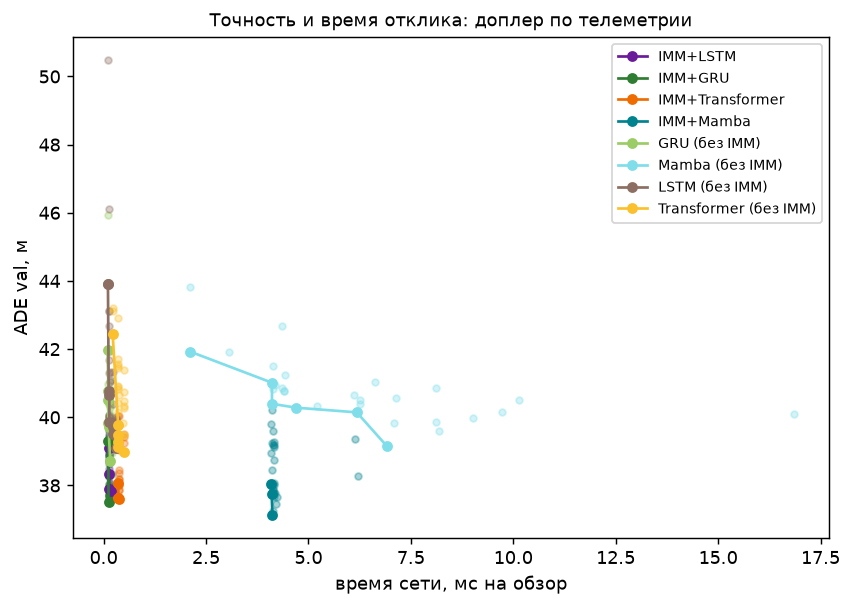 Точность и время отклика: доплер по телеметрии
IMM+LSTM
IMM+GRU
IMM+Transformer
IMM+Mamba
GRU (без IMM)
Mamba (без IMM)
LSTM (без IMM)
Transformer (без IMM)
ADE val, м
50
48
46
44
42
40
38
0.0 2.5 5.0 7.5 10.0 12.5 15.0 17.5
время сети, мс на обзор